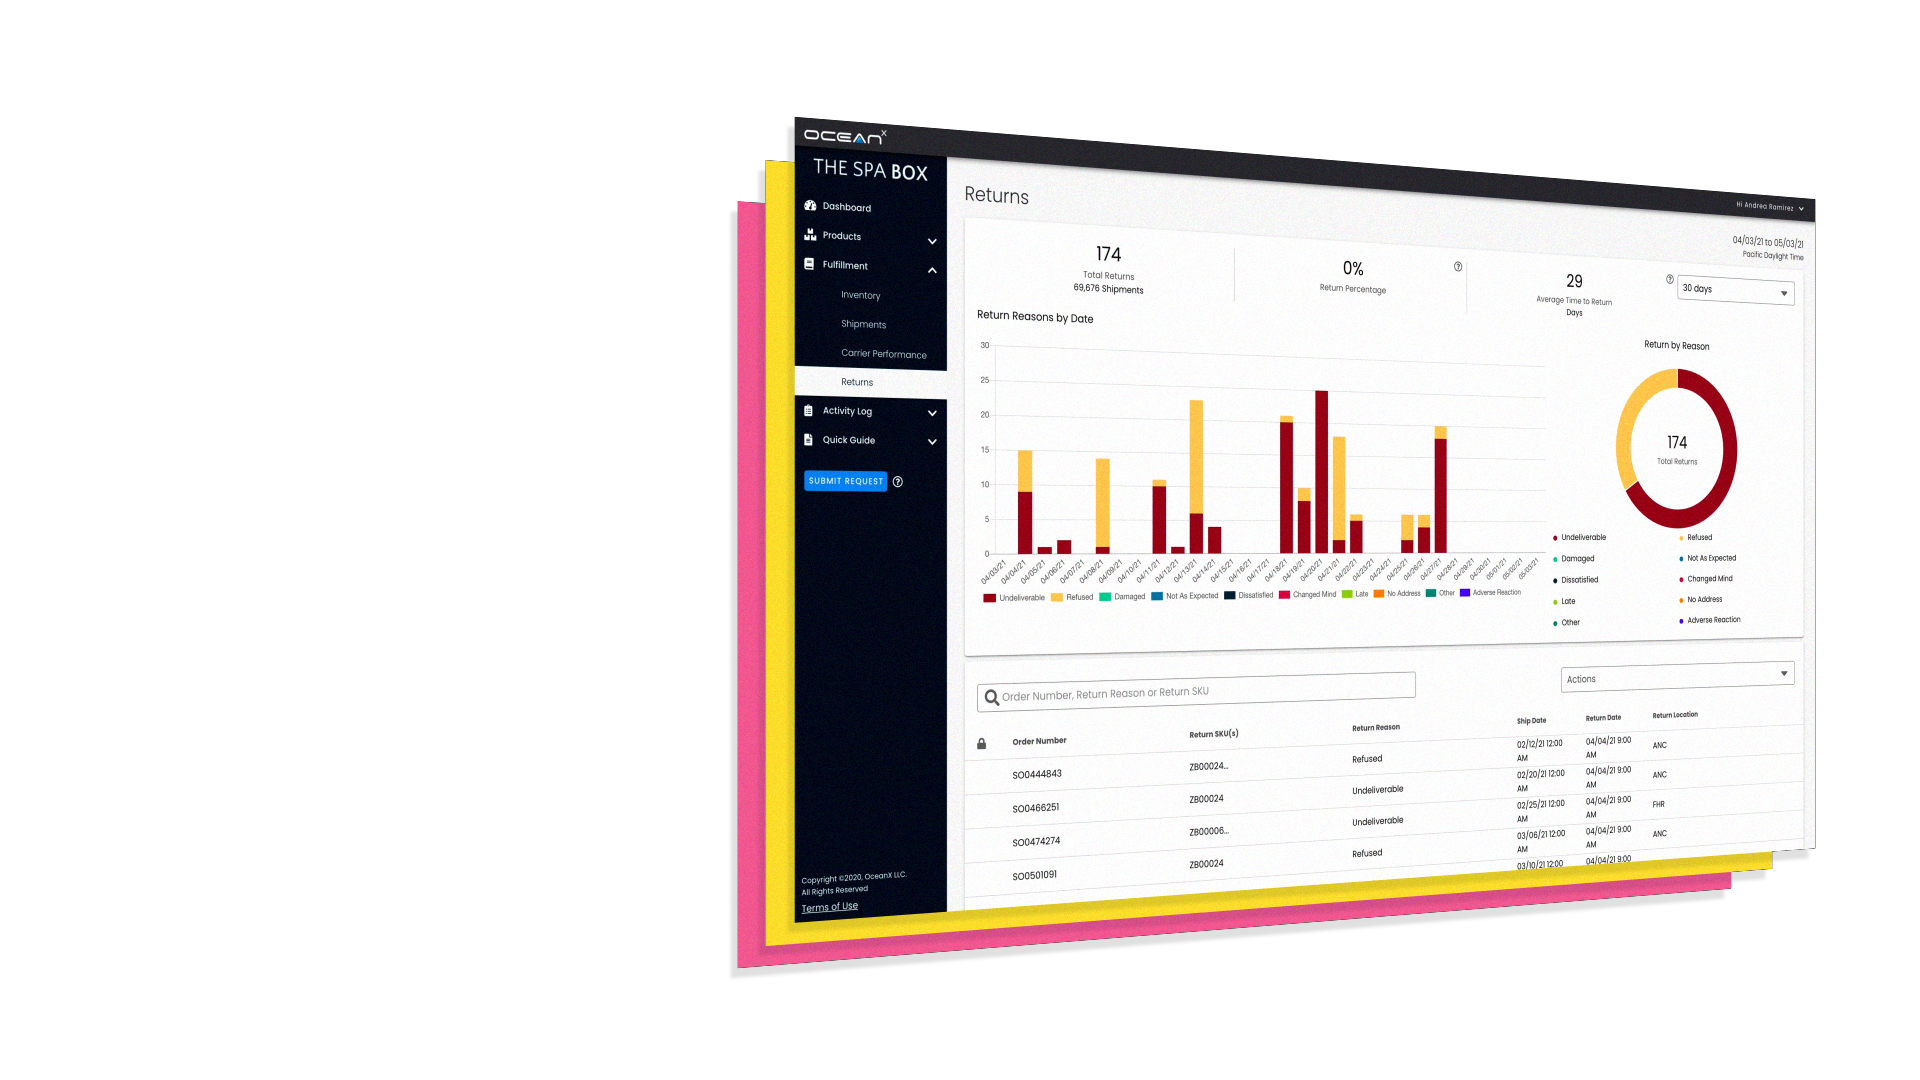 OCEANX
THE SPA BOX
Hi Andrea Ramirez
Dashboard
Products
Fulfillment
Inventory
Shipments
Carrier Performance
Returns
Activity Log
Quick Guide
SUBMIT REQUEST
Copyright ©2020, OceanX LLC.
All Rights Reserved
Terms of Use
Returns
04/03/21 to 05/03/21
Pacific Daylight Time
174
Total Returns
69,676 Shipments
0%
Return Percentage
29
Average Time to Return
Days
30 days
Return Reasons by Date
30
25
20
15
10
5
0
04/03/21 04/04/21 04/05/21 04/06/21 04/07/21 04/08/21 04/09/21 04/10/21 04/11/21 04/12/21 04/13/21 04/14/21 04/15/21 04/16/21 04/17/21 04/18/21 04/19/21 04/20/21 04/21/21 04/22/21 04/23/21 04/24/21 04/25/21 04/26/21 04/27/21 04/28/21 04/29/21 04/30/21 05/01/21 05/02/21 05/03/21
Undeliverable Refused Damaged Not As Expected Dissatisfied Changed Mind Late No Address Other Adverse Reaction
Return by Reason
174
Total Returns
Undeliverable Refused
Damaged Not As Expected
Dissatisfied Changed Mind
Late No Address
Other Adverse Reaction
Order Number, Return Reason or Return SKU
Actions
Order Number Return SKU(s) Return Reason Ship Date Return Date Return Location
SO0444843 ZB00024... Refused 02/12/21 12:00 04/04/21 9:00 ANC
AM AM
SO0466251 ZB00024 Undeliverable 02/20/21 12:00 04/04/21 9:00 ANC
AM AM
SO0474274 ZB00006... Undeliverable 02/25/21 12:00 04/04/21 9:00 FHR
AM AM
SO0501091 ZB00024 Refused 03/06/21 12:00 04/04/21 9:00 ANC
AM AM
03/10/21 12:00 04/04/21 9:00